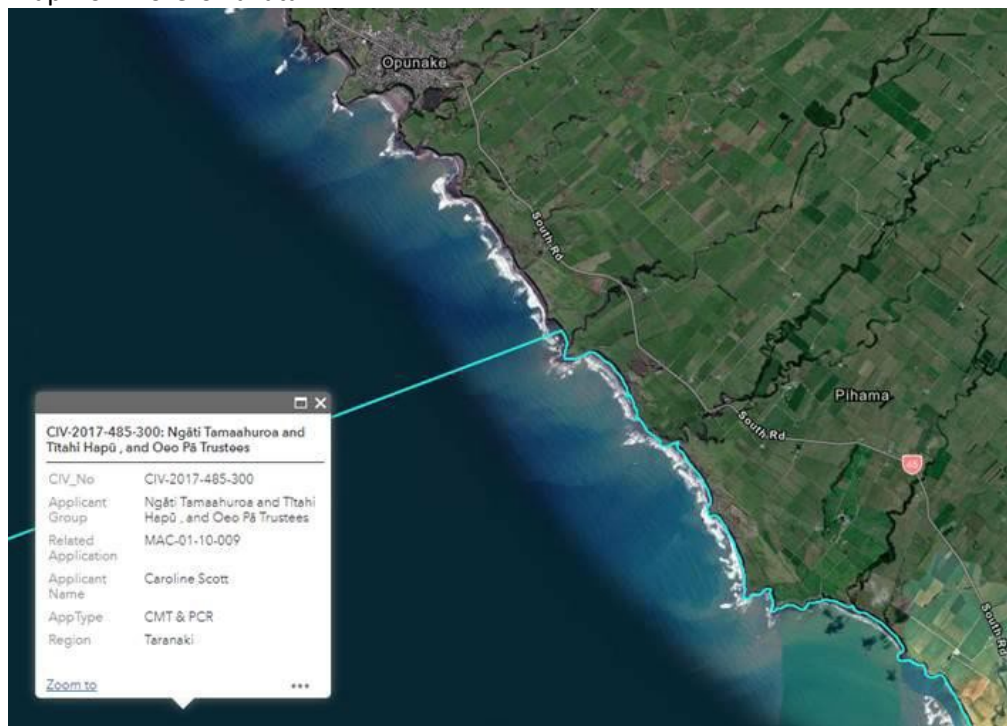 Opunake
South Rd
Pihama
South Rd
45
South Rd
CIV-2017-485-300: Ngāti Tamaahuroa and
Tītahi Hapū , and Oeo Pā Trustees
CIV_No CIV-2017-485-300
Applicant Group Ngāti Tamaahuroa and Tītahi
Hapū , and Oeo Pā Trustees
Related Application MAC-01-10-009
Applicant Name Caroline Scott
AppType CMT & PCR
Region Taranaki
Zoom to